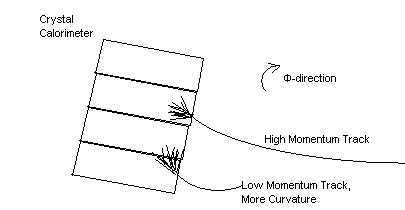 Crystal
Calorimeter
Φ-direction
High Momentum Track
Low Momentum Track,
More Curvature